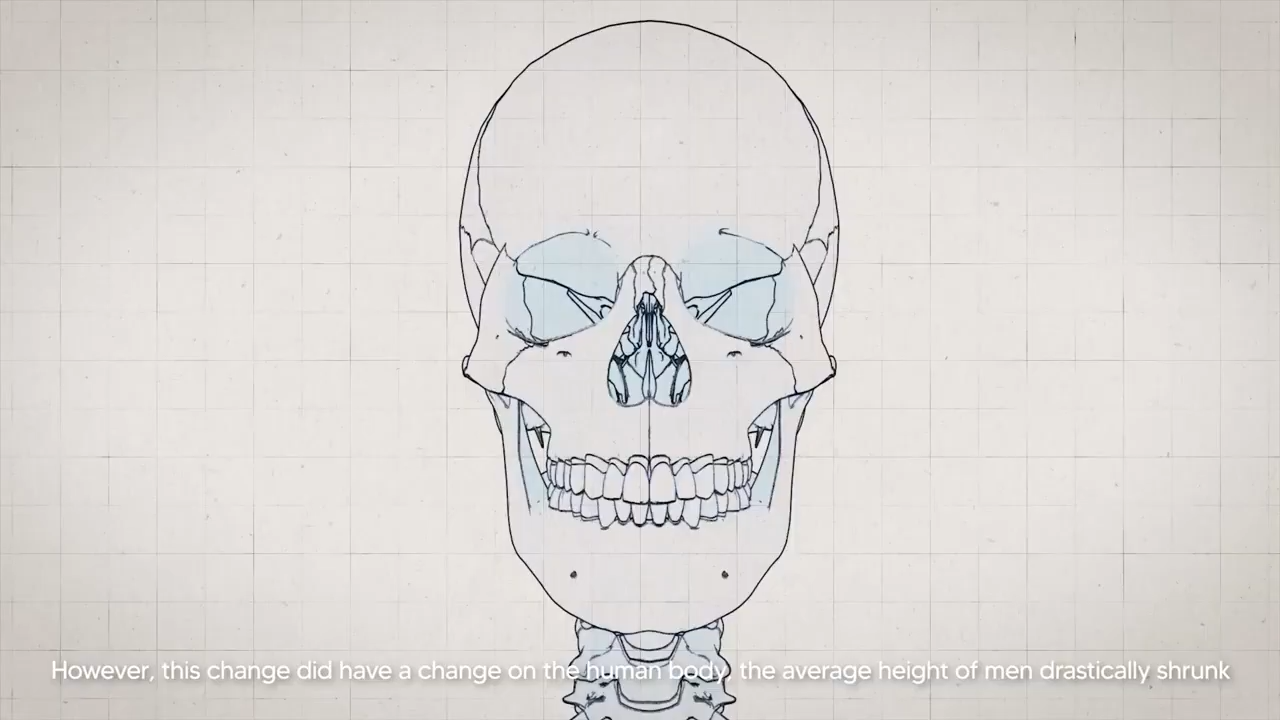 However, this change did have a change on the human body, the average height of men drastically shrunk